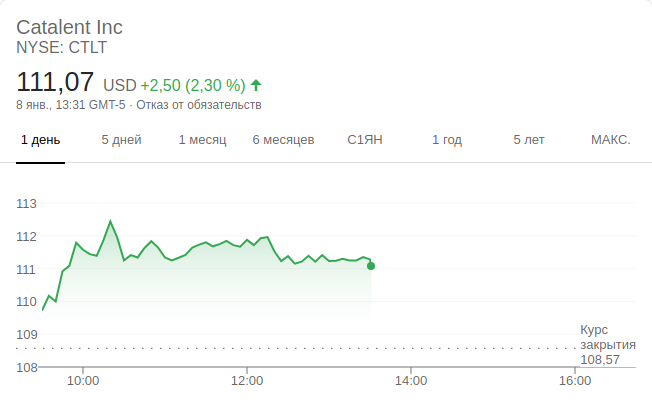 Catalent Inc
NYSE: CTLT
111,07 USD +2,50 (2,30 %)
8 янв., 13:31 GMT-5 · Отказ от обязательств
1 день 5 дней 1 месяц 6 месяцев С1ЯН 1 год 5 лет МАКС.
113
112
111
110
109
Курс
закрытия
108,57
108
10:00 12:00 14:00 16:00